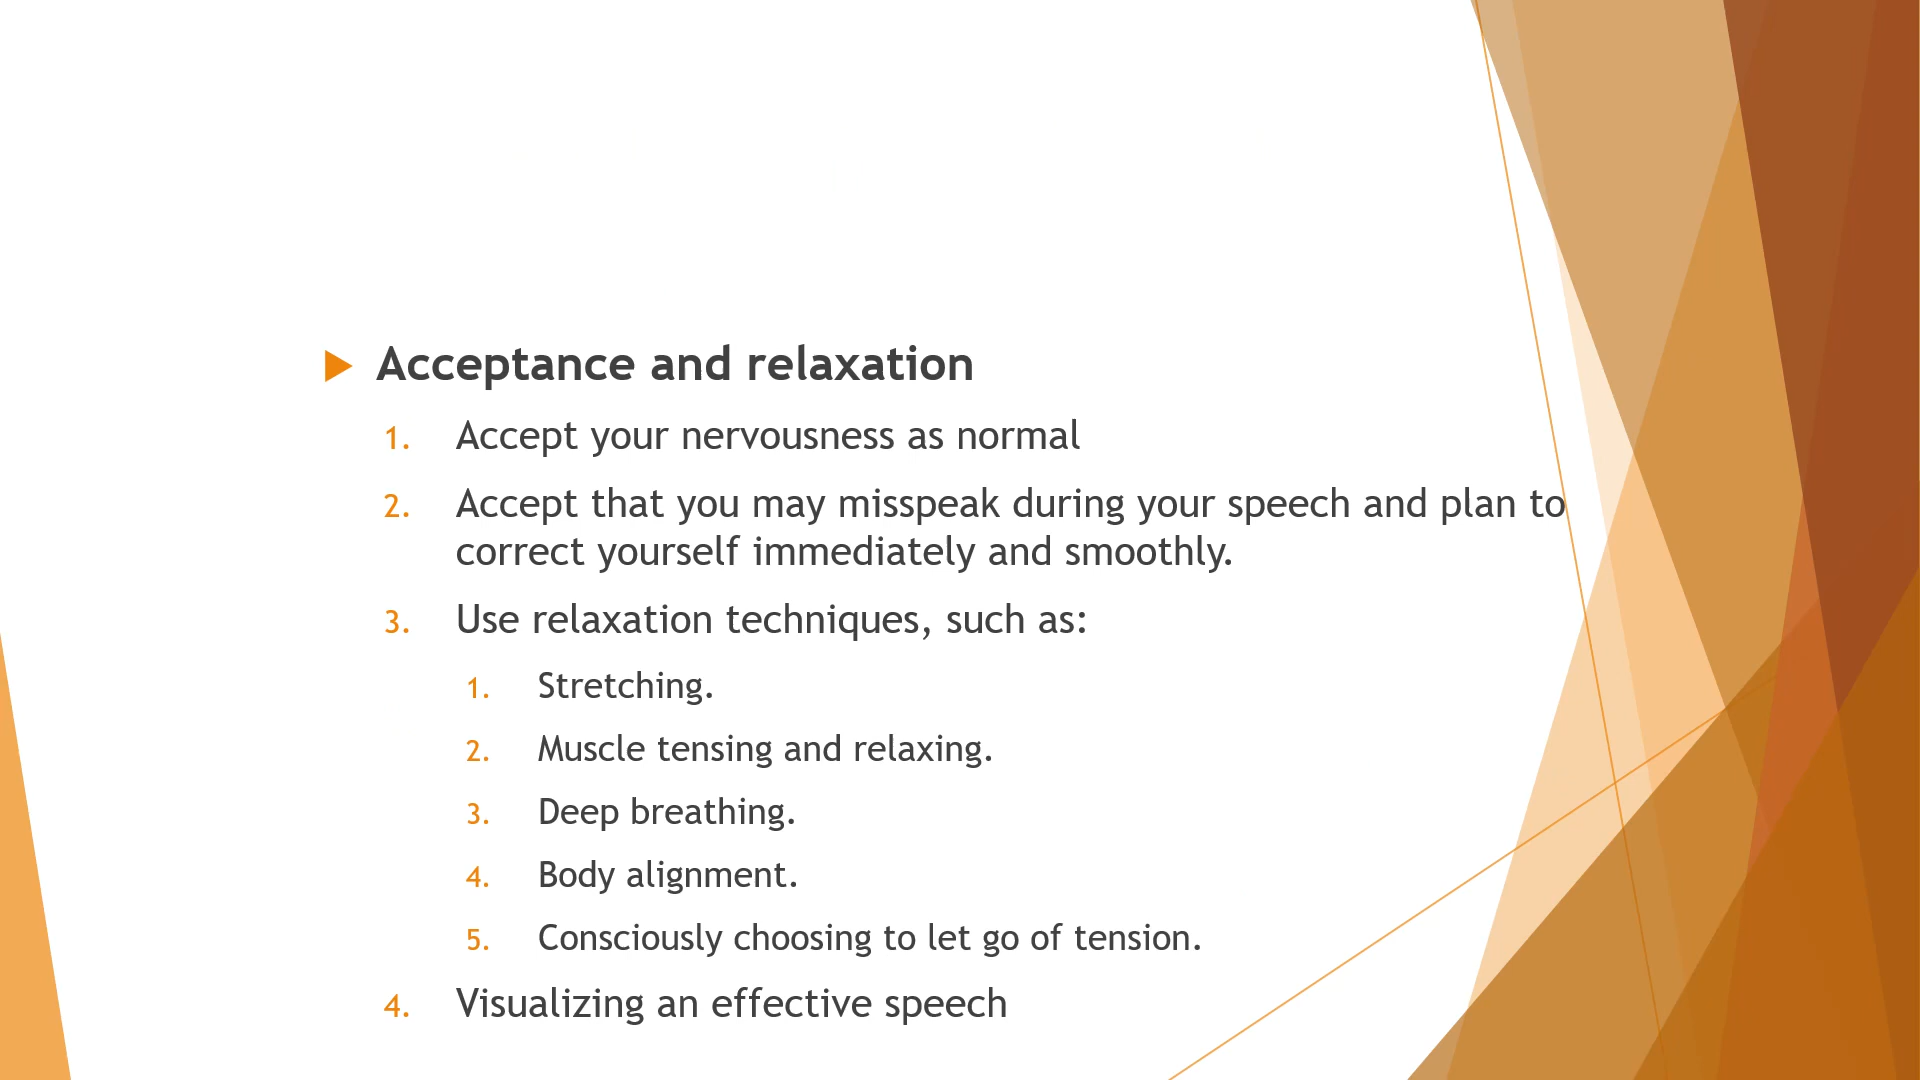 Acceptance and relaxation
1. Accept your nervousness as normal
2. Accept that you may misspeak during your speech and plan to
correct yourself immediately and smoothly.
3. Use relaxation techniques, such as:
1. Stretching.
2. Muscle tensing and relaxing.
3. Deep breathing.
4. Body alignment.
5. Consciously choosing to let go of tension.
4. Visualizing an effective speech